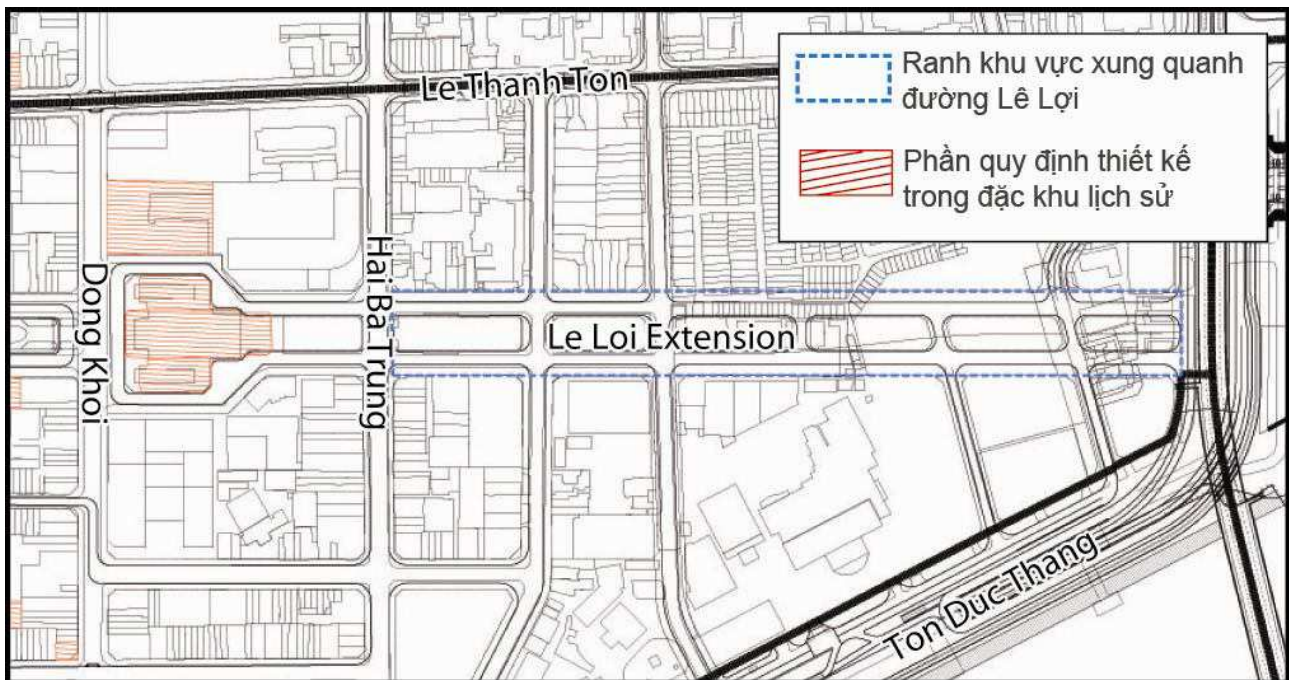 Le Thanh Ton
Ranh khu vực xung quanh
đường Lê Lợi
Phần quy định thiết kế
trong đặc khu lịch sử
Dong Khoi
Hai Ba Trung
Le Loi Extension
Ton Duc Thang